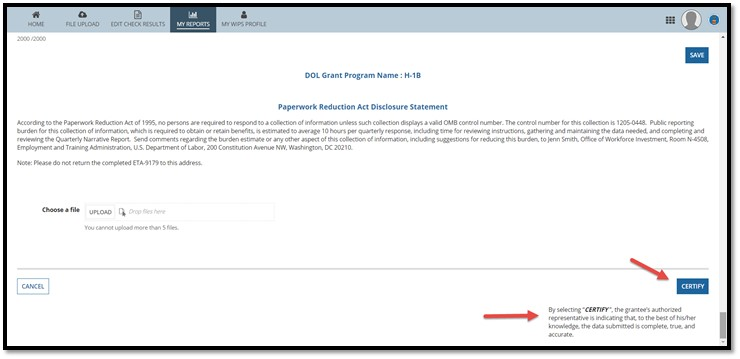 HOME FILE UPLOAD EDIT CHECK RESULTS MY REPORTS MY WIPS PROFILE
2000 /2000
SAVE
DOL Grant Program Name : H-1B
Paperwork Reduction Act Disclosure Statement
According to the Paperwork Reduction Act of 1995, no persons are required to respond to a collection of information unless such collection displays a valid OMB control number. The control number for this collection is 1205-0448. Public reporting
burden for this collection of information, which is required to obtain or retain benefits, is estimated to average 10 hours per quarterly response, including time for reviewing instructions, gathering and maintaining the data needed, and completing and
reviewing the Quarterly Narrative Report. Send comments regarding the burden estimate or any other aspect of this collection of information, including suggestions for reducing this burden, to Jenn Smith, Office of Workforce Investment, Room N-4508,
Employment and Training Administration, U.S. Department of Labor, 200 Constitution Avenue NW, Washington, DC 20210.
Note: Please do not return the completed ETA-9179 to this address.
Choose a file UPLOAD Drop files here
You cannot upload more than 5 files.
CANCEL CERTIFY
By selecting "CERTIFY", the grantee's authorized
representative is indicating that, to the best of his/her
knowledge, the data submitted is complete, true, and
accurate.